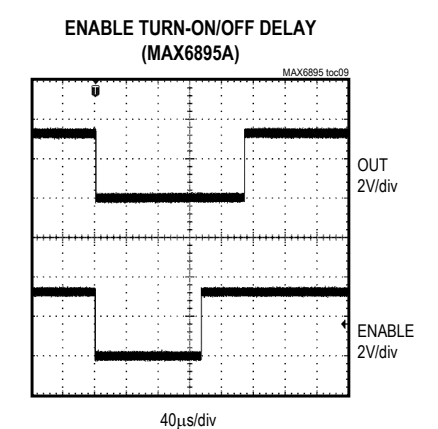 ENABLE TURN-ON/OFF DELAY
(MAX6895A)
MAX6895 toc09
T
OUT
2V/div
ENABLE
2V/div
40µs/div